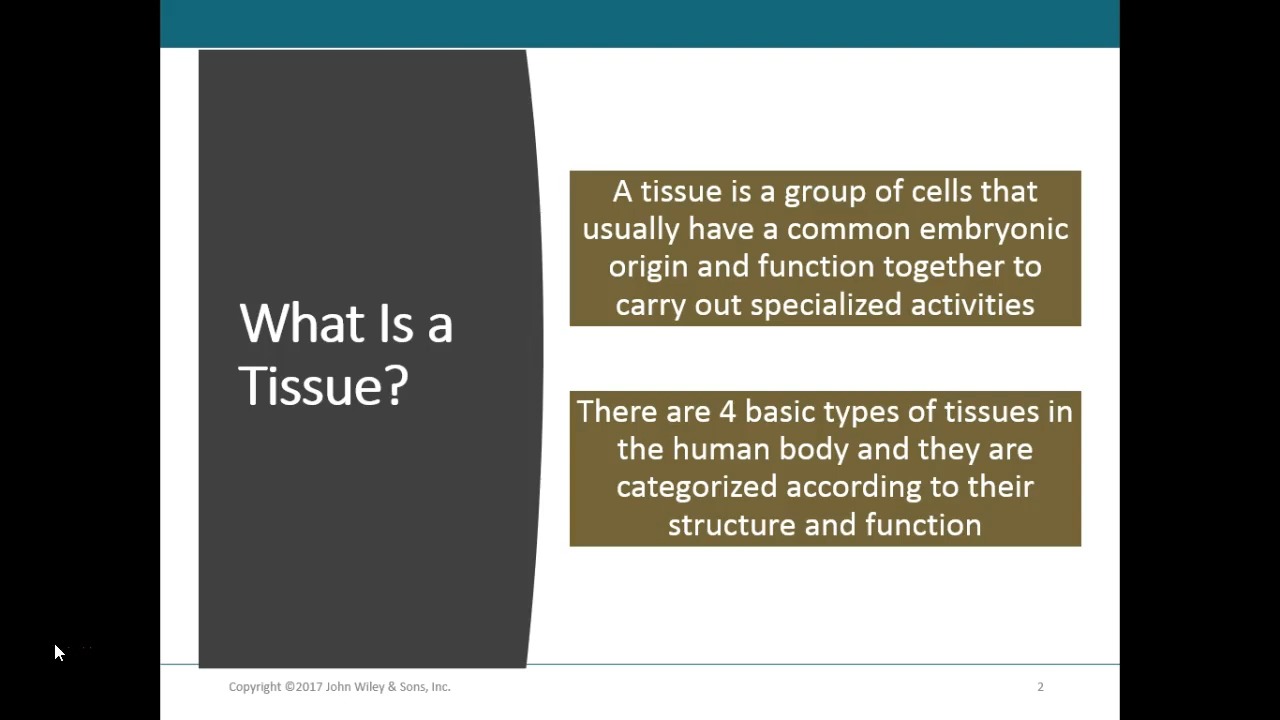 What Is a
Tissue?
A tissue is a group of cells that
usually have a common embryonic
origin and function together to
carry out specialized activities
There are 4 basic types of tissues in
the human body and they are
categorized according to their
structure and function
Copyright ©2017 John Wiley & Sons, Inc.
2